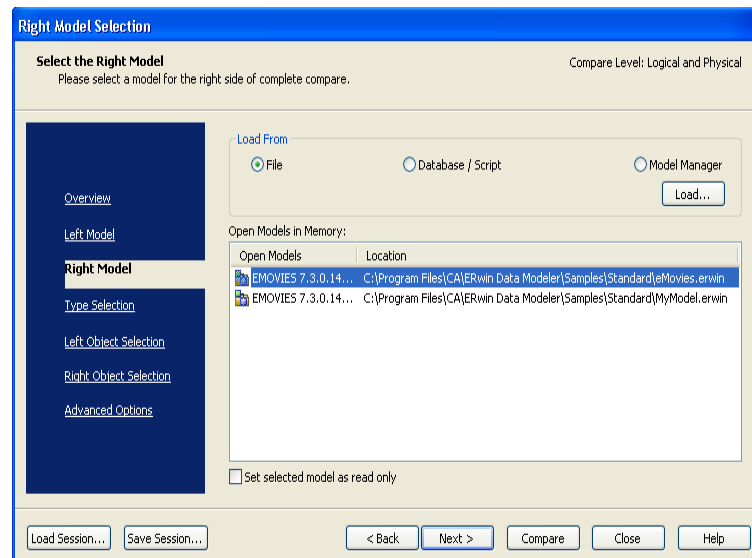 Right Model Selection
Select the Right Model
Please select a model for the right side of complete compare.
Compare Level: Logical and Physical
Overview
Left Model
Right Model
Type Selection
Left Object Selection
Right Object Selection
Advanced Options
Load From
File
Database / Script
Model Manager
Load...
Open Models in Memory:
Open Models Location
EMOVIES 7.3.0.14... C:\Program Files\CA\ERwin Data Modeler\Samples\Standard\eMovies.erwin
EMOVIES 7.3.0.14... C:\Program Files\CA\ERwin Data Modeler\Samples\Standard\MyModel.erwin
Set selected model as read only
Load Session... Save Session... < Back Next > Compare Close Help